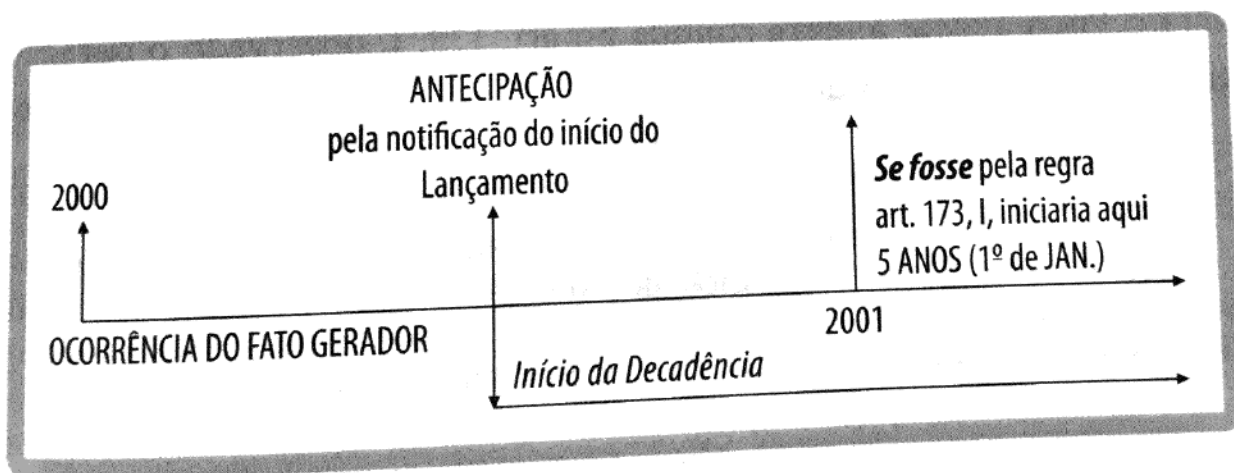 ANTECIPAÇÃO
pela notificação do início do
Lançamento
2000
Se fosse pela regra
art. 173, I, iniciaria aqui
5 ANOS (1º de JAN.)
OCORRÊNCIA DO FATO GERADOR
2001
Início da Decadência